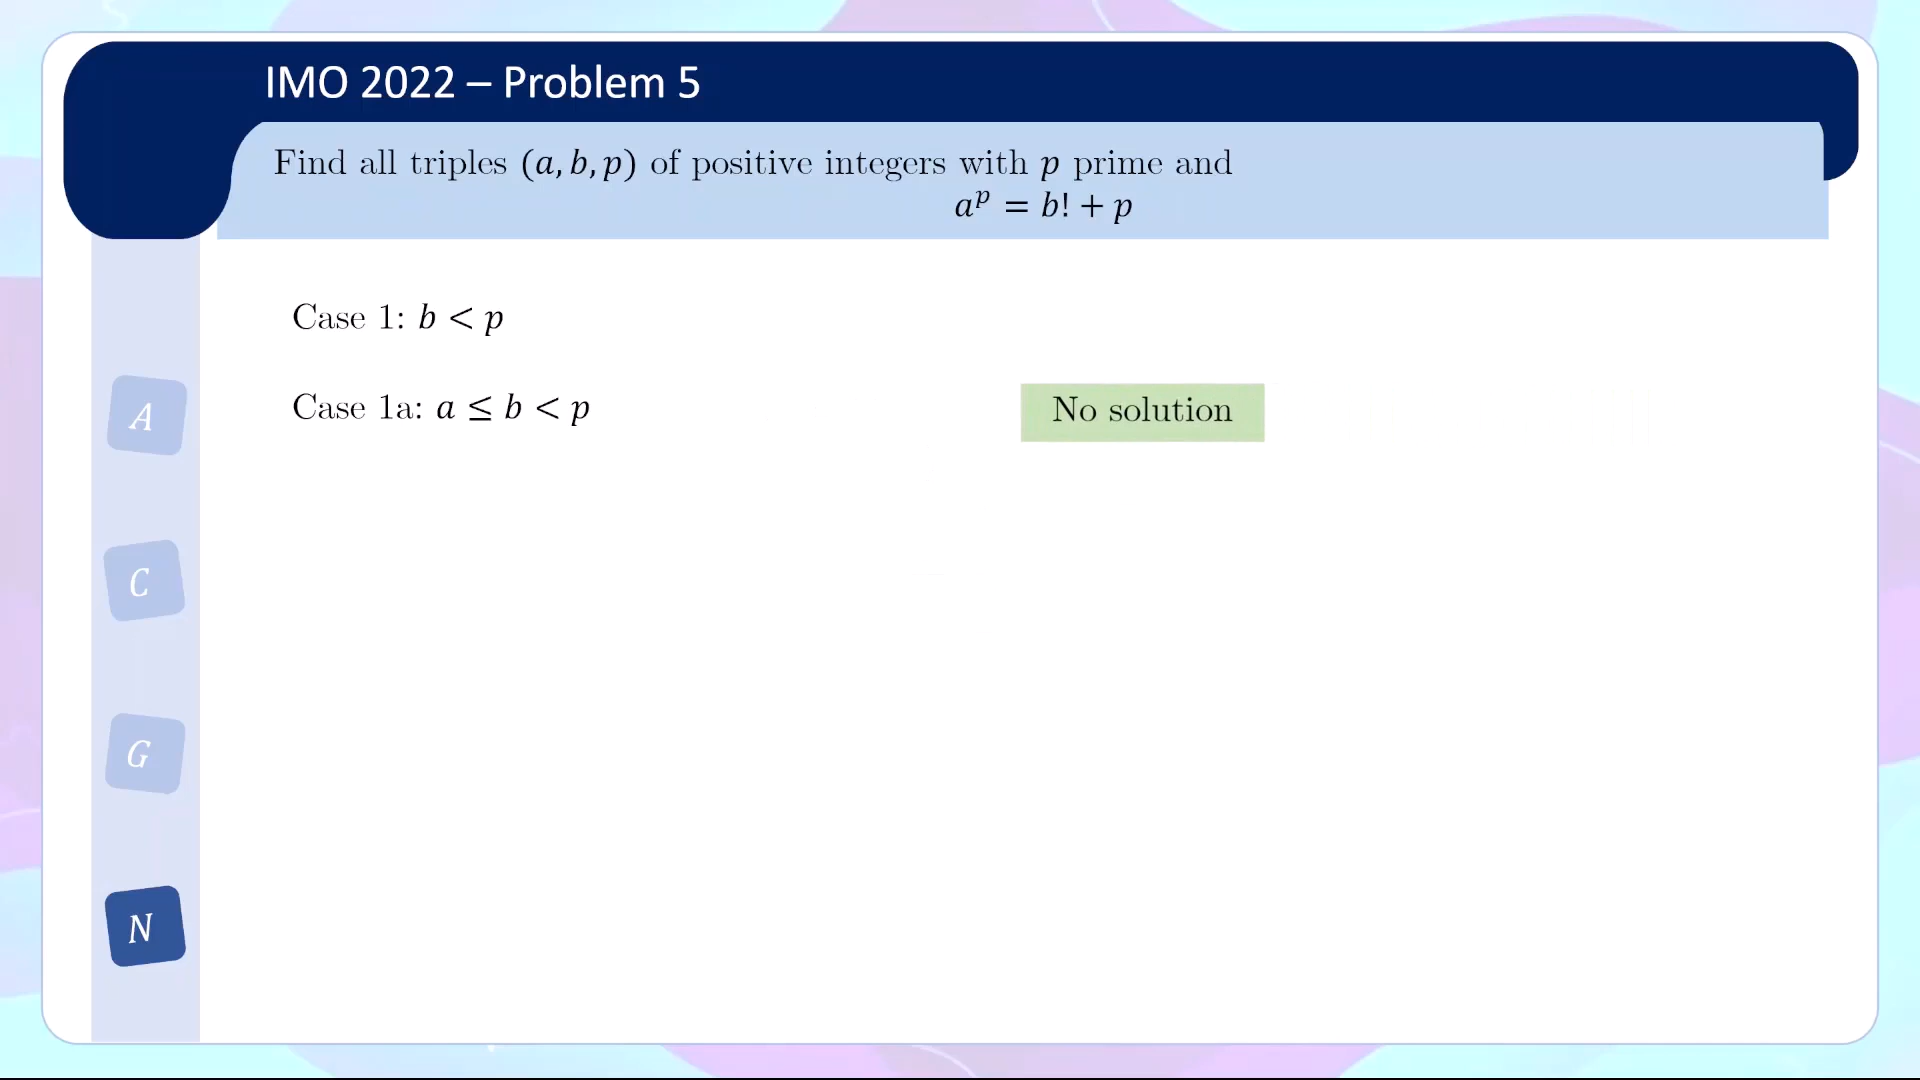 IMO 2022 – Problem 5
Find all triples (a, b, p) of positive integers with p prime and
aᵖ = b! + p
Case 1: b < p
Case 1a: a ≤ b < p
No solution
A
C
G
N